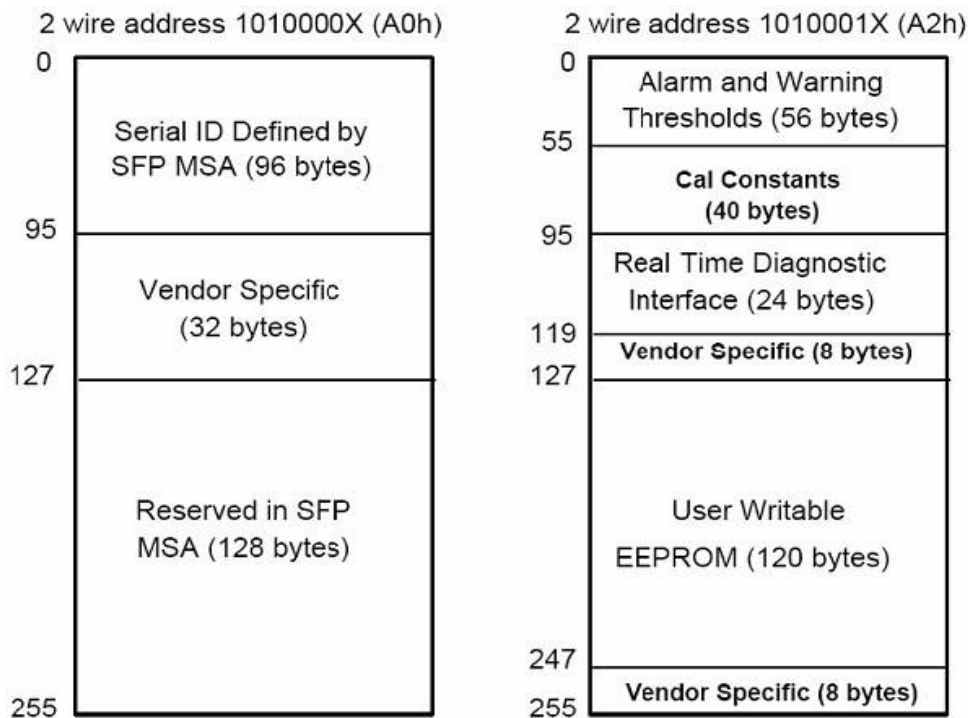 2 wire address 1010000X (A0h)
0
Serial ID Defined by
SFP MSA (96 bytes)
95
Vendor Specific
(32 bytes)
127
Reserved in SFP
MSA (128 bytes)
255
2 wire address 1010001X (A2h)
0
Alarm and Warning
Thresholds (56 bytes)
55
Cal Constants
(40 bytes)
95
Real Time Diagnostic
Interface (24 bytes)
119
Vendor Specific (8 bytes)
127
User Writable
EEPROM (120 bytes)
247
Vendor Specific (8 bytes)
255